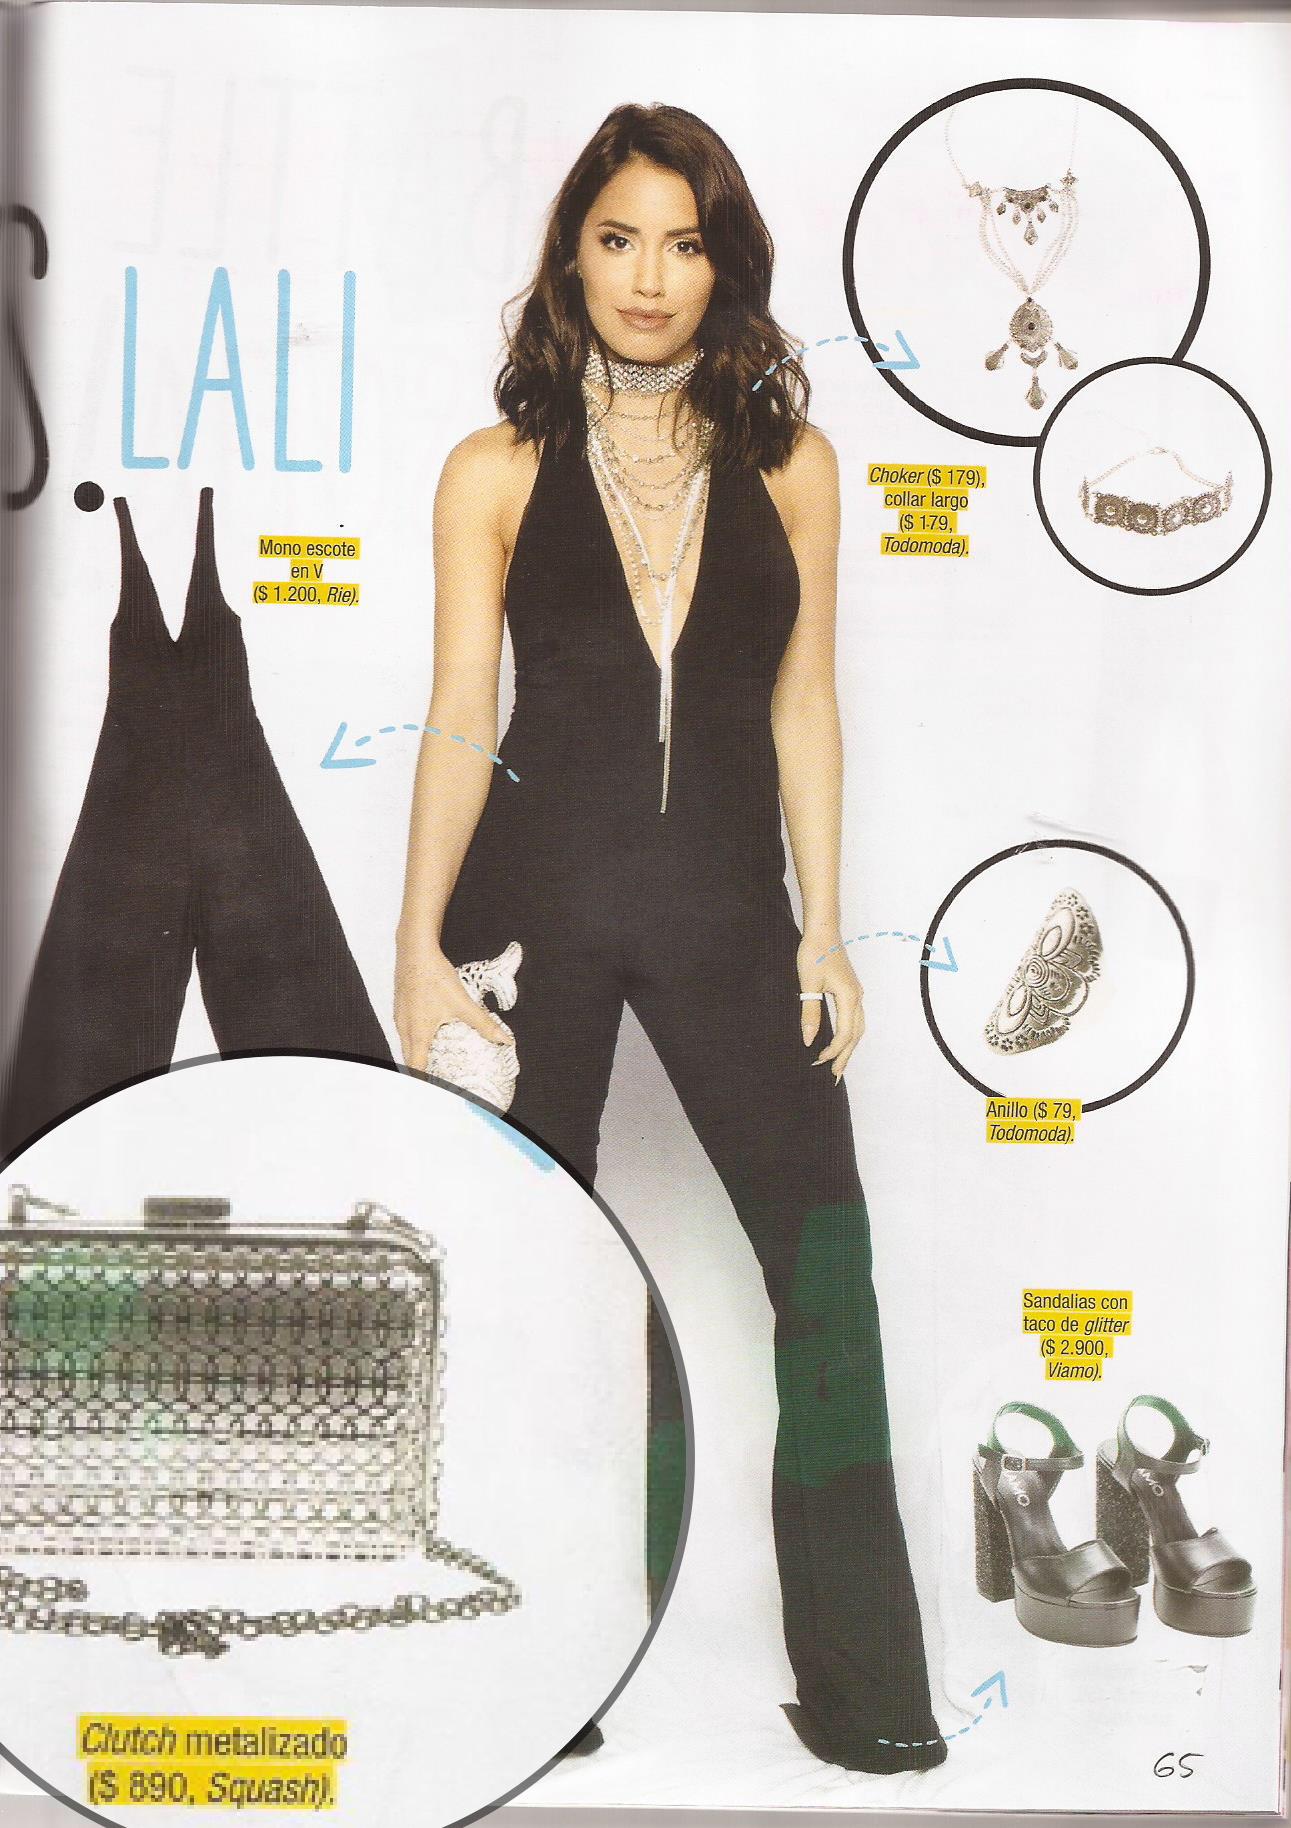 S. LALI
Mono escote
en V
($ 1.200, Rie).
Choker ($ 179),
collar largo
($ 179,
Todomoda).
Anillo ($ 79,
Todomoda).
Sandalias con
taco de glitter
($ 2.900,
Viamo).
Clutch metalizado
($ 890, Squash).
65